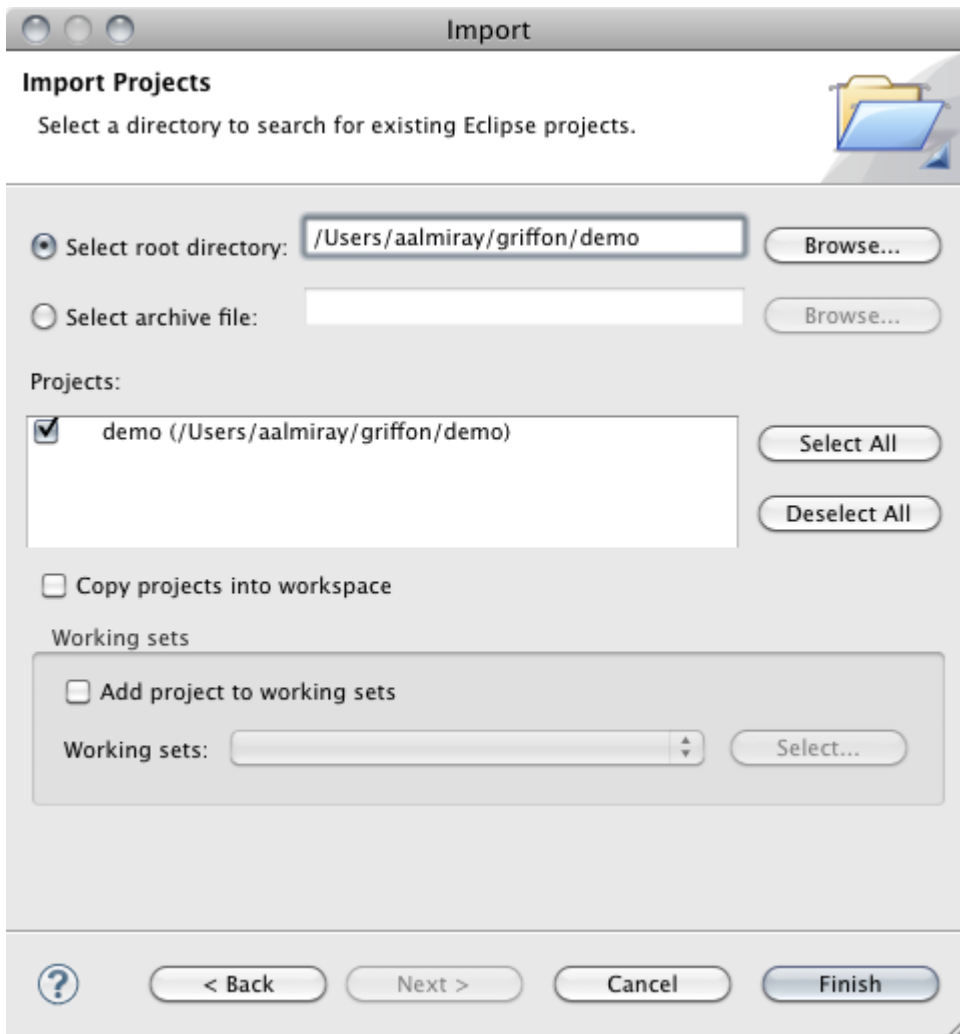 Import
Import Projects
Select a directory to search for existing Eclipse projects.
Select root directory: /Users/aalmiray/griffon/demo Browse...
Select archive file: Browse...
Projects:
demo (/Users/aalmiray/griffon/demo)
Select All
Deselect All
Copy projects into workspace
Working sets
Add project to working sets
Working sets: Select...
? < Back Next > Cancel Finish